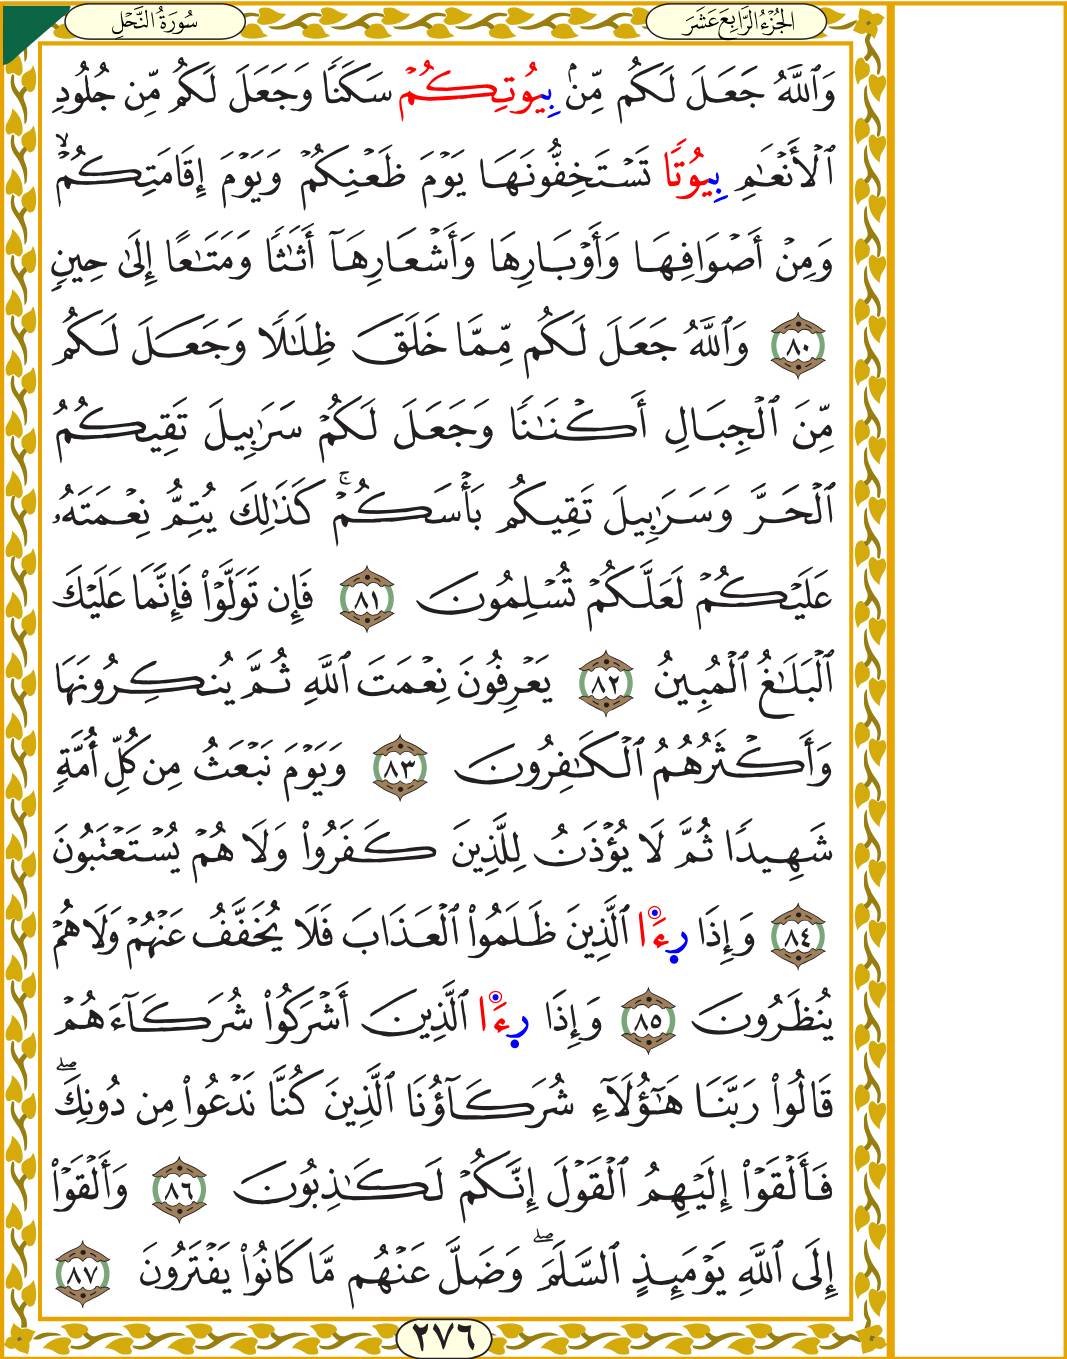 سُورَةُ النَّحْلِ
الجُزْءُ الرَّابِعَ عَشَرَ
وَٱللَّهُ جَعَلَ لَكُم مِّنۢ بِيُوتِكُمْ سَكَنًا وَجَعَلَ لَكُم مِّن جُلُودِ
ٱلْأَنْعَٰمِ بِيُوتًا تَسْتَخِفُّونَهَا يَوْمَ ظَعْنِكُمْ وَيَوْمَ إِقَامَتِكُمْۙ
وَمِنْ أَصْوَافِهَا وَأَوْبَارِهَا وَأَشْعَارِهَآ أَثَٰثًا وَمَتَٰعًا إِلَىٰ حِينٍ
٨٠ وَٱللَّهُ جَعَلَ لَكُم مِّمَّا خَلَقَ ظِلَٰلًا وَجَعَلَ لَكُم
مِّنَ ٱلْجِبَالِ أَكْنَٰنًا وَجَعَلَ لَكُمْ سَرَٰبِيلَ تَقِيكُمُ
ٱلْحَرَّ وَسَرَٰبِيلَ تَقِيكُم بَأْسَكُمْۚ كَذَٰلِكَ يُتِمُّ نِعْمَتَهُۥ
عَلَيْكُمْ لَعَلَّكُمْ تُسْلِمُونَ ٨١ فَإِن تَوَلَّوْا۟ فَإِنَّمَا عَلَيْكَ
ٱلْبَلَٰغُ ٱلْمُبِينُ ٨٢ يَعْرِفُونَ نِعْمَتَ ٱللَّهِ ثُمَّ يُنكِرُونَهَا
وَأَكْثَرُهُمُ ٱلْكَٰفِرُونَ ٨٣ وَيَوْمَ نَبْعَثُ مِن كُلِّ أُمَّةٍ
شَهِيدًا ثُمَّ لَا يُؤْذَنُ لِلَّذِينَ كَفَرُوا۟ وَلَا هُمْ يُسْتَعْتَبُونَ
٨٤ وَإِذَا رِءَا ٱلَّذِينَ ظَلَمُوا۟ ٱلْعَذَابَ فَلَا يُخَفَّفُ عَنْهُمْ وَلَا هُمْ
يُنظَرُونَ ٨٥ وَإِذَا رِءَا ٱلَّذِينَ أَشْرَكُوا۟ شُرَكَآءَهُمْ
قَالُوا۟ رَبَّنَا هَٰٓؤُلَآءِ شُرَكَآؤُنَا ٱلَّذِينَ كُنَّا نَدْعُوا۟ مِن دُونِكَۖ
فَأَلْقَوْا۟ إِلَيْهِمُ ٱلْقَوْلَ إِنَّكُمْ لَكَٰذِبُونَ ٨٦ وَأَلْقَوْا۟
إِلَى ٱللَّهِ يَوْمَئِذٍ ٱلسَّلَمَۖ وَضَلَّ عَنْهُم مَّا كَانُوا۟ يَفْتَرُونَ ٨٧
٢٧٦